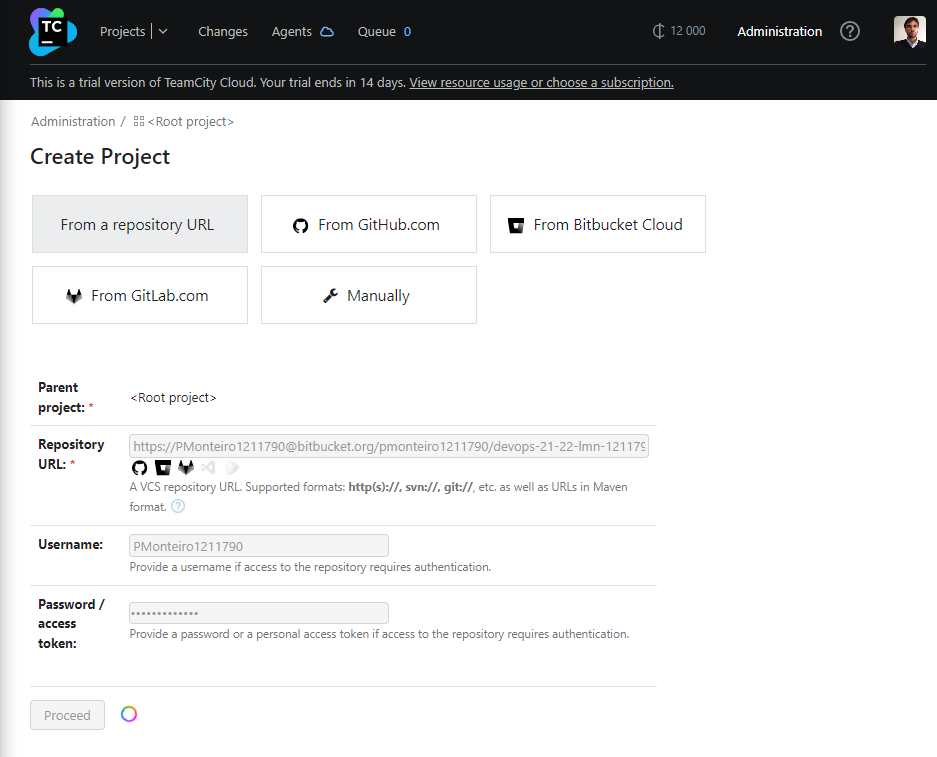 TC
Projects
Changes
Agents
Queue 0
12 000
Administration
?
This is a trial version of TeamCity Cloud. Your trial ends in 14 days. View resource usage or choose a subscription.
Administration / <Root project>
Create Project
From a repository URL
From GitHub.com
From Bitbucket Cloud
From GitLab.com
Manually
Parent
project: *
<Root project>
Repository
URL: *
https://PMonteiro1211790@bitbucket.org/pmonteiro1211790/devops-21-22-lmn-121179
A VCS repository URL. Supported formats: http(s)://, svn://, git://, etc. as well as URLs in Maven
format. ?
Username:
PMonteiro1211790
Provide a username if access to the repository requires authentication.
Password /
access
token:
•••••••••••••
Provide a password or a personal access token if access to the repository requires authentication.
Proceed